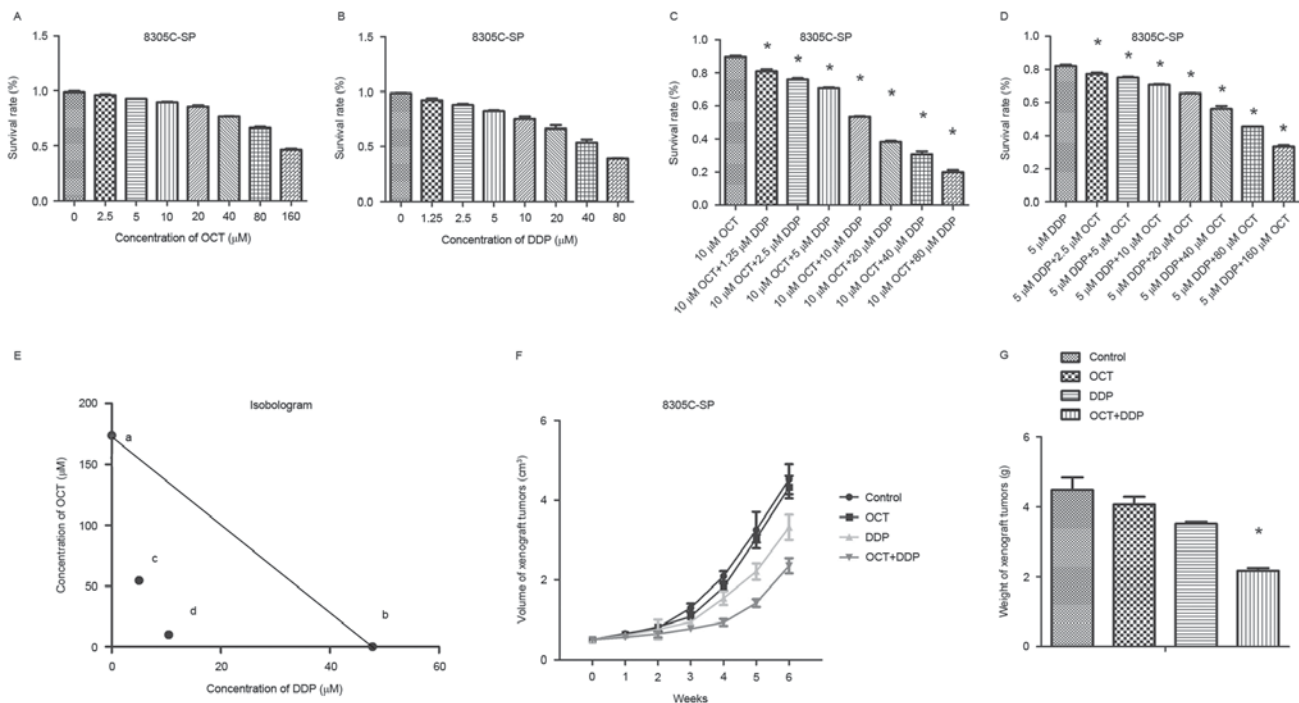 A
8305C-SP
Survival rate (%)
1.5
1.0
0.5
0.0
0 2.5 5 10 20 40 80 160
Concentration of OCT (μM)
B
8305C-SP
Survival rate (%)
1.5
1.0
0.5
0.0
0 1.25 2.5 5 10 20 40 80
Concentration of DDP (μM)
C
8305C-SP
Survival rate (%)
1.0
0.8
0.6
0.4
0.2
0.0
* * * * * * *
10 μM OCT
10 μM OCT+1.25 μM DDP
10 μM OCT+2.5 μM DDP
10 μM OCT+5 μM DDP
10 μM OCT+10 μM DDP
10 μM OCT+20 μM DDP
10 μM OCT+40 μM DDP
10 μM OCT+80 μM DDP
D
8305C-SP
Survival rate (%)
1.0
0.8
0.6
0.4
0.2
0.0
* * * * * * *
5 μM DDP
5 μM DDP+2.5 μM OCT
5 μM DDP+5 μM OCT
5 μM DDP+10 μM OCT
5 μM DDP+20 μM OCT
5 μM DDP+40 μM OCT
5 μM DDP+80 μM OCT
5 μM DDP+160 μM OCT
E
Isobologram
Concentration of OCT (μM)
200
150
100
50
0
a
c
d
b
0 20 40 60
Concentration of DDP (μM)
F
8305C-SP
Volume of xenograft tumors (cm³)
6
4
2
0
0 1 2 3 4 5 6
Weeks
Control
OCT
DDP
OCT+DDP
G
Control
OCT
DDP
OCT+DDP
Weight of xenograft tumors (g)
6
4
2
0
*